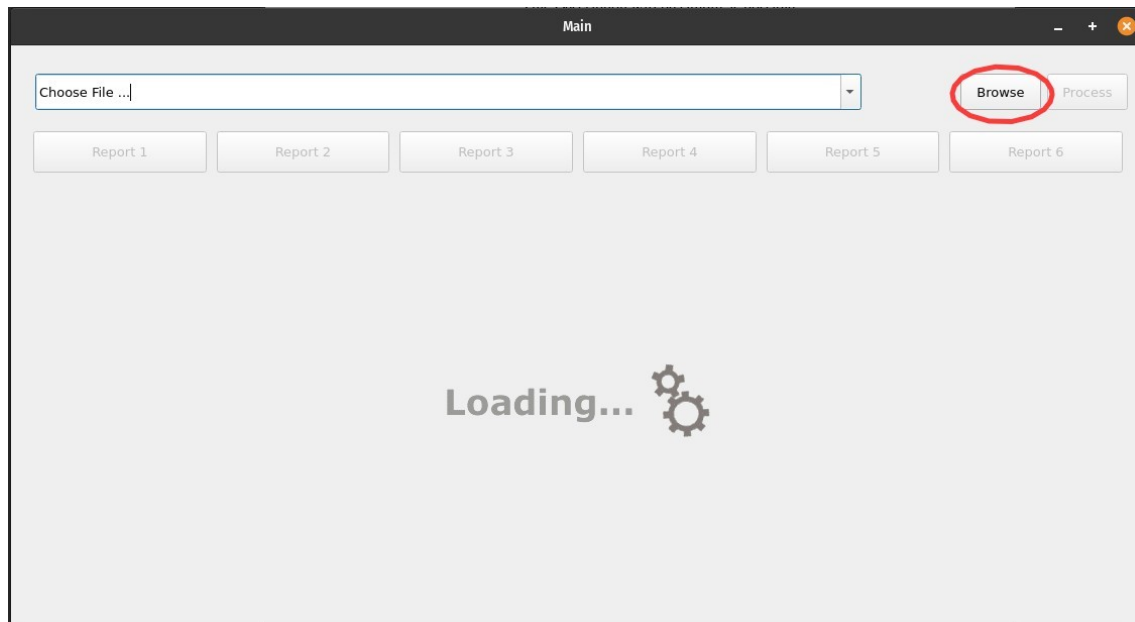 Main
Choose File ...
Browse
Process
Report 1
Report 2
Report 3
Report 4
Report 5
Report 6
Loading...